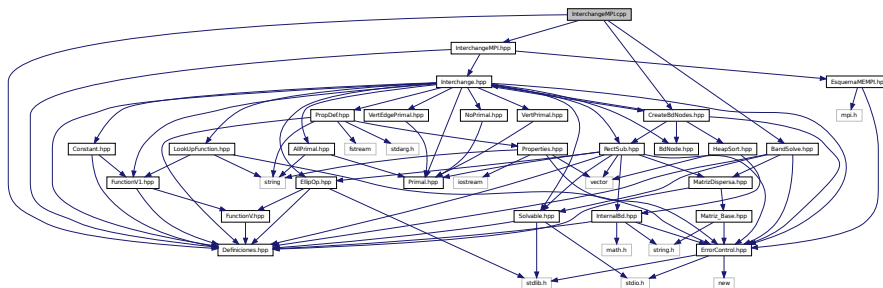 InterchangeMPI.cpp
InterchangeMPI.hpp
Interchange.hpp
EsquemaMEMPI.hpp
PropDef.hpp
VertEdgePrimal.hpp
NoPrimal.hpp
VertPrimal.hpp
CreateBdNodes.hpp
mpi.h
Constant.hpp
LookUpFunction.hpp
AllPrimal.hpp
fstream
stdarg.h
Properties.hpp
RectSub.hpp
BdNode.hpp
HeapSort.hpp
BandSolve.hpp
FunctionV1.hpp
string
ElipOp.hpp
Primal.hpp
iostream
vector
MatrizDispersa.hpp
FunctionV.hpp
Solvable.hpp
InternalBd.hpp
Matriz_Base.hpp
Definiciones.hpp
math.h
string.h
ErrorControl.hpp
stdlib.h
stdio.h
new